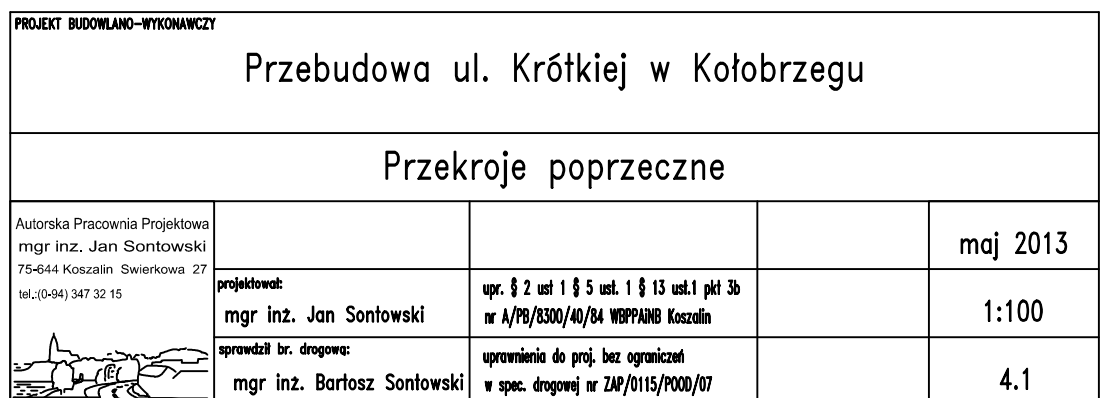 PROJEKT BUDOWLANO-WYKONAWCZY
Przebudowa ul. Krótkiej w Kołobrzegu
Przekroje poprzeczne
Autorska Pracownia Projektowa
mgr inz. Jan Sontowski
75-644 Koszalin Swierkowa 27
tel.:(0-94) 347 32 15
maj 2013
projektował:
mgr inż. Jan Sontowski
upr. § 2 ust 1 § 5 ust. 1 § 13 ust.1 pkt 3b
nr A/PB/8300/40/84 WBPPAiNB Koszalin
1:100
sprawdził br. drogową:
mgr inż. Bartosz Sontowski
uprawnienia do proj. bez ograniczeń
w spec. drogowej nr ZAP/0115/POOD/07
4.1